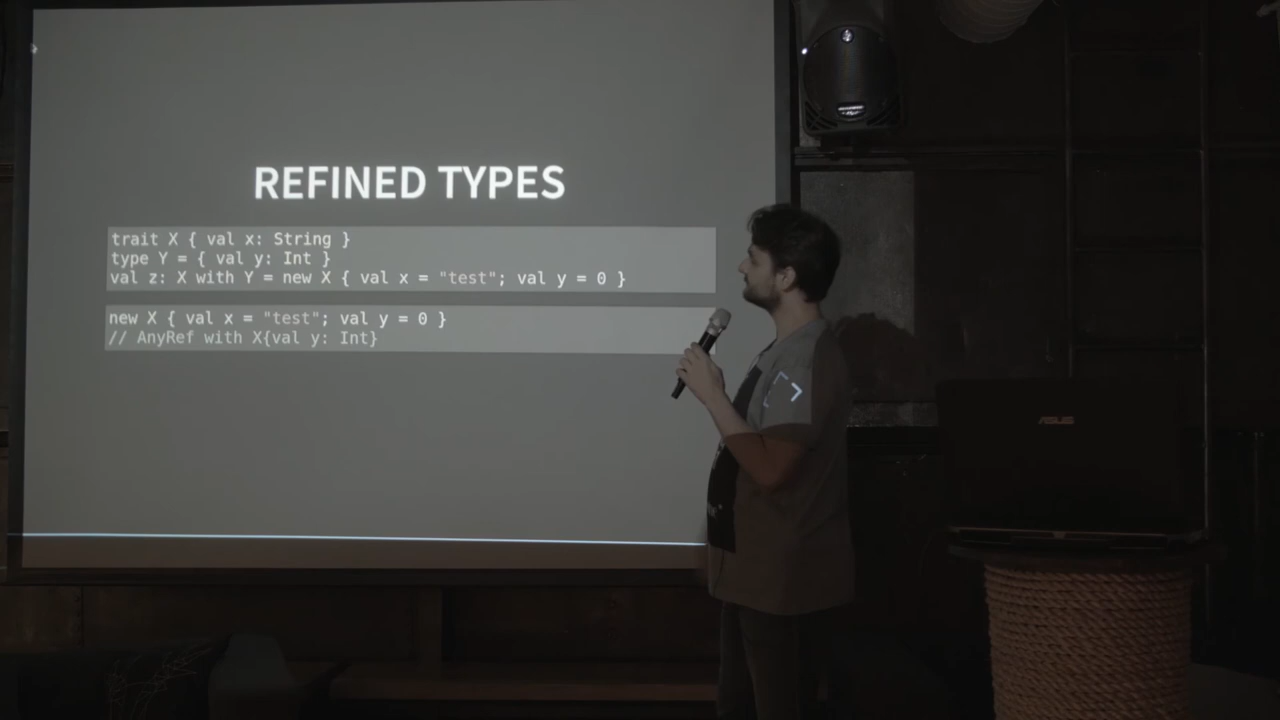 REFINED TYPES
trait X { val x: String }
type Y = { val y: Int }
val z: X with Y = new X { val x = "test"; val y = 0 }
new X { val x = "test"; val y = 0 }
// AnyRef with X{val y: Int}
ASUS